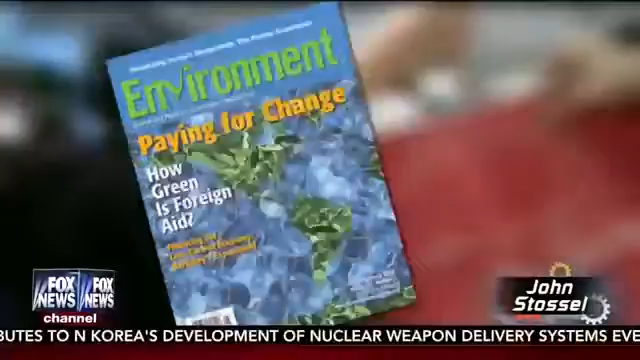 Environment
Paying for Change
How
Green
Is Foreign
Aid?
FOX
NEWS
FOX
NEWS
channel
John
Stossel
BUTES TO N KOREA'S DEVELOPMENT OF NUCLEAR WEAPON DELIVERY SYSTEMS EVE